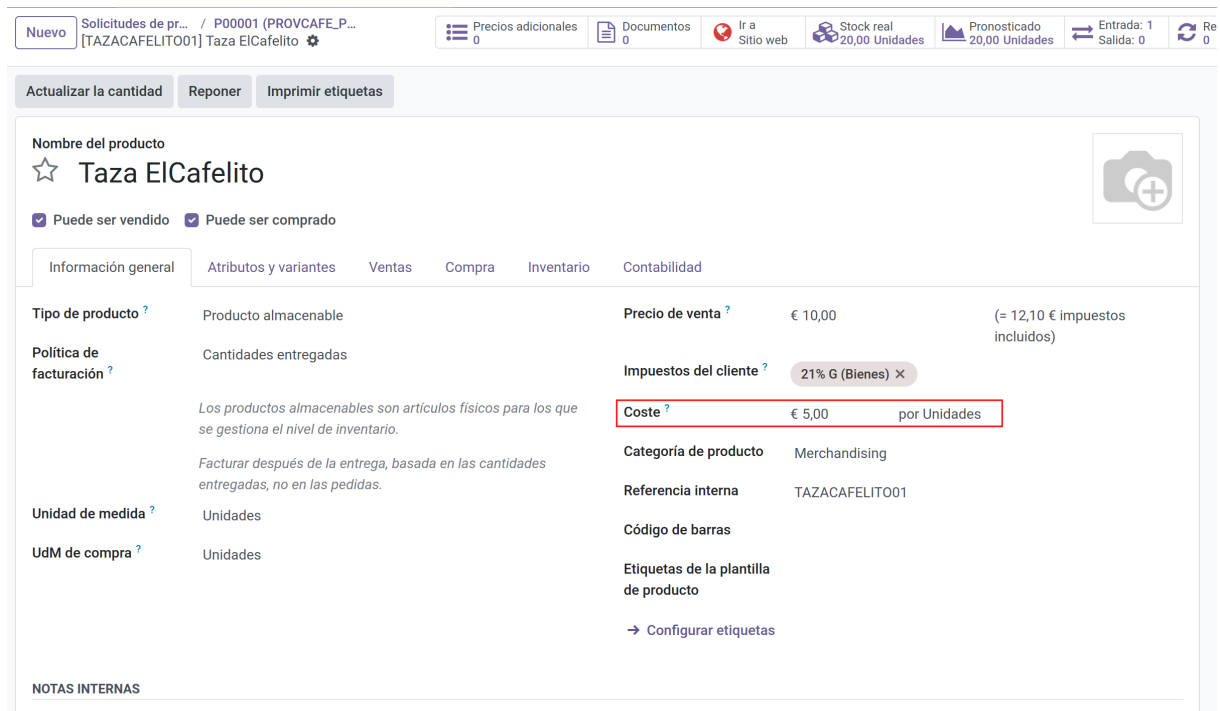 Nuevo
Solicitudes de pr... / P00001 (PROVCAFE_P...
[TAZACAFELITO01] Taza ElCafelito
Precios adicionales
0
Documentos
0
Ir a
Sitio web
Stock real
20,00 Unidades
Pronosticado
20,00 Unidades
Entrada: 1
Salida: 0
Re
0
Actualizar la cantidad
Reponer
Imprimir etiquetas
Nombre del producto
Taza ElCafelito
Puede ser vendido
Puede ser comprado
Información general
Atributos y variantes
Ventas
Compra
Inventario
Contabilidad
Tipo de producto ?
Producto almacenable
Política de
facturación ?
Cantidades entregadas
Los productos almacenables son artículos físicos para los que
se gestiona el nivel de inventario.
Facturar después de la entrega, basada en las cantidades
entregadas, no en las pedidas.
Unidad de medida ?
Unidades
UdM de compra ?
Unidades
Precio de venta ?
€ 10,00
(= 12,10 € impuestos
incluidos)
Impuestos del cliente ?
21% G (Bienes) ✕
Coste ?
€ 5,00
por Unidades
Categoría de producto
Merchandising
Referencia interna
TAZACAFELITO01
Código de barras
Etiquetas de la plantilla
de producto
→ Configurar etiquetas
NOTAS INTERNAS